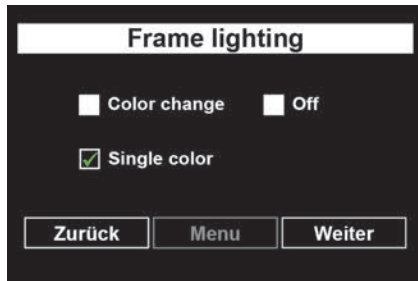 Frame lighting
Color change Off
Single color
Zurück Menu Weiter